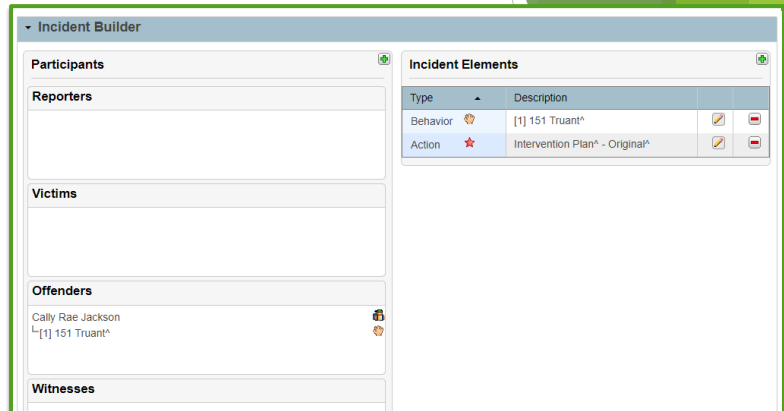 Incident Builder
Participants
Reporters
Victims
Offenders
Cally Rae Jackson
[1] 151 Truant^
Witnesses
Incident Elements
Type Description
Behavior [1] 151 Truant^
Action Intervention Plan^ - Original^